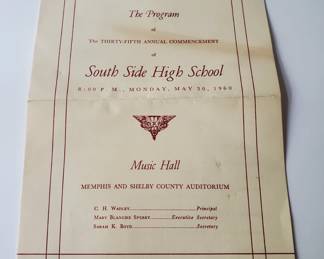 The Program
of
The THIRTY-FIFTH ANNUAL COMMENCEMENT
of
South Side High School
8:00 P. M., MONDAY, MAY 30, 1960
Music Hall
MEMPHIS AND SHELBY COUNTY AUDITORIUM
C. H. Wadley, Principal
Mary Blanche Sperry Executive Secretary
Sarah K. Boyd Secretary